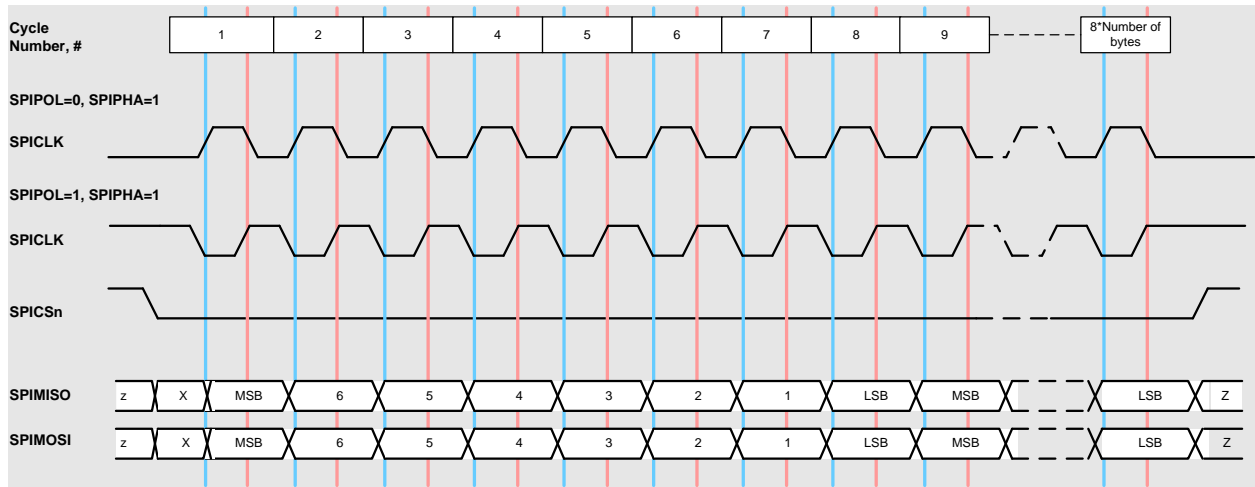 Cycle
Number, #
1 2 3 4 5 6 7 8 9
8*Number of
bytes
SPIPOL=0, SPIPHA=1
SPICLK
SPIPOL=1, SPIPHA=1
SPICLK
SPICSn
SPIMISO z X MSB 6 5 4 3 2 1 LSB MSB LSB Z
SPIMOSI z X MSB 6 5 4 3 2 1 LSB MSB LSB Z